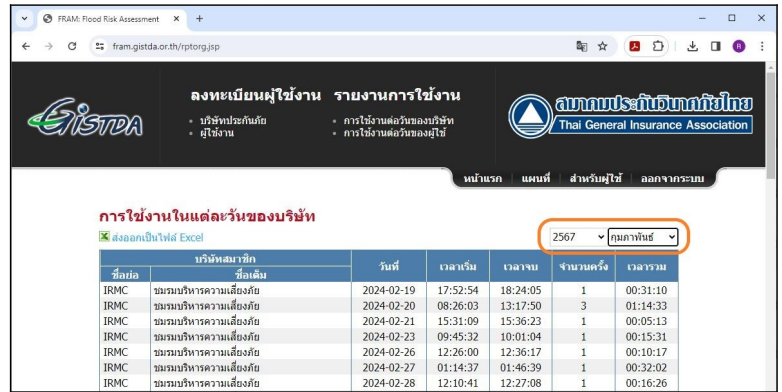 FRAM: Flood Risk Assessment
fram.gistda.or.th/rptorg.jsp
R
GISTDA
ลงทะเบียนผู้ใช้งาน
บริษัทประกันภัย
ผู้ใช้งาน
รายงานการใช้งาน
การใช้งานต่อวันของบริษัท
การใช้งานต่อวันของผู้ใช้
สมาคมประกันวินาศภัยไทย
Thai General Insurance Association
หน้าแรก แผนที่ สำหรับผู้ใช้ ออกจากระบบ
การใช้งานในแต่ละวันของบริษัท
ส่งออกเป็นไฟล์ Excel
2567 กุมภาพันธ์
บริษัทสมาชิก วันที่ เวลาเริ่ม เวลาจบ จำนวนครั้ง เวลารวม
ชื่อย่อ ชื่อเต็ม
IRMC ชมรมบริหารความเสี่ยงภัย 2024-02-19 17:52:54 18:24:05 1 00:31:10
IRMC ชมรมบริหารความเสี่ยงภัย 2024-02-20 08:26:03 13:17:50 3 01:14:33
IRMC ชมรมบริหารความเสี่ยงภัย 2024-02-21 15:31:09 15:36:23 1 00:05:13
IRMC ชมรมบริหารความเสี่ยงภัย 2024-02-23 09:45:32 10:01:04 1 00:15:31
IRMC ชมรมบริหารความเสี่ยงภัย 2024-02-26 12:26:00 12:36:17 1 00:10:17
IRMC ชมรมบริหารความเสี่ยงภัย 2024-02-27 01:14:37 01:46:39 1 00:32:02
IRMC ชมรมบริหารความเสี่ยงภัย 2024-02-28 12:10:41 12:27:08 1 00:16:26